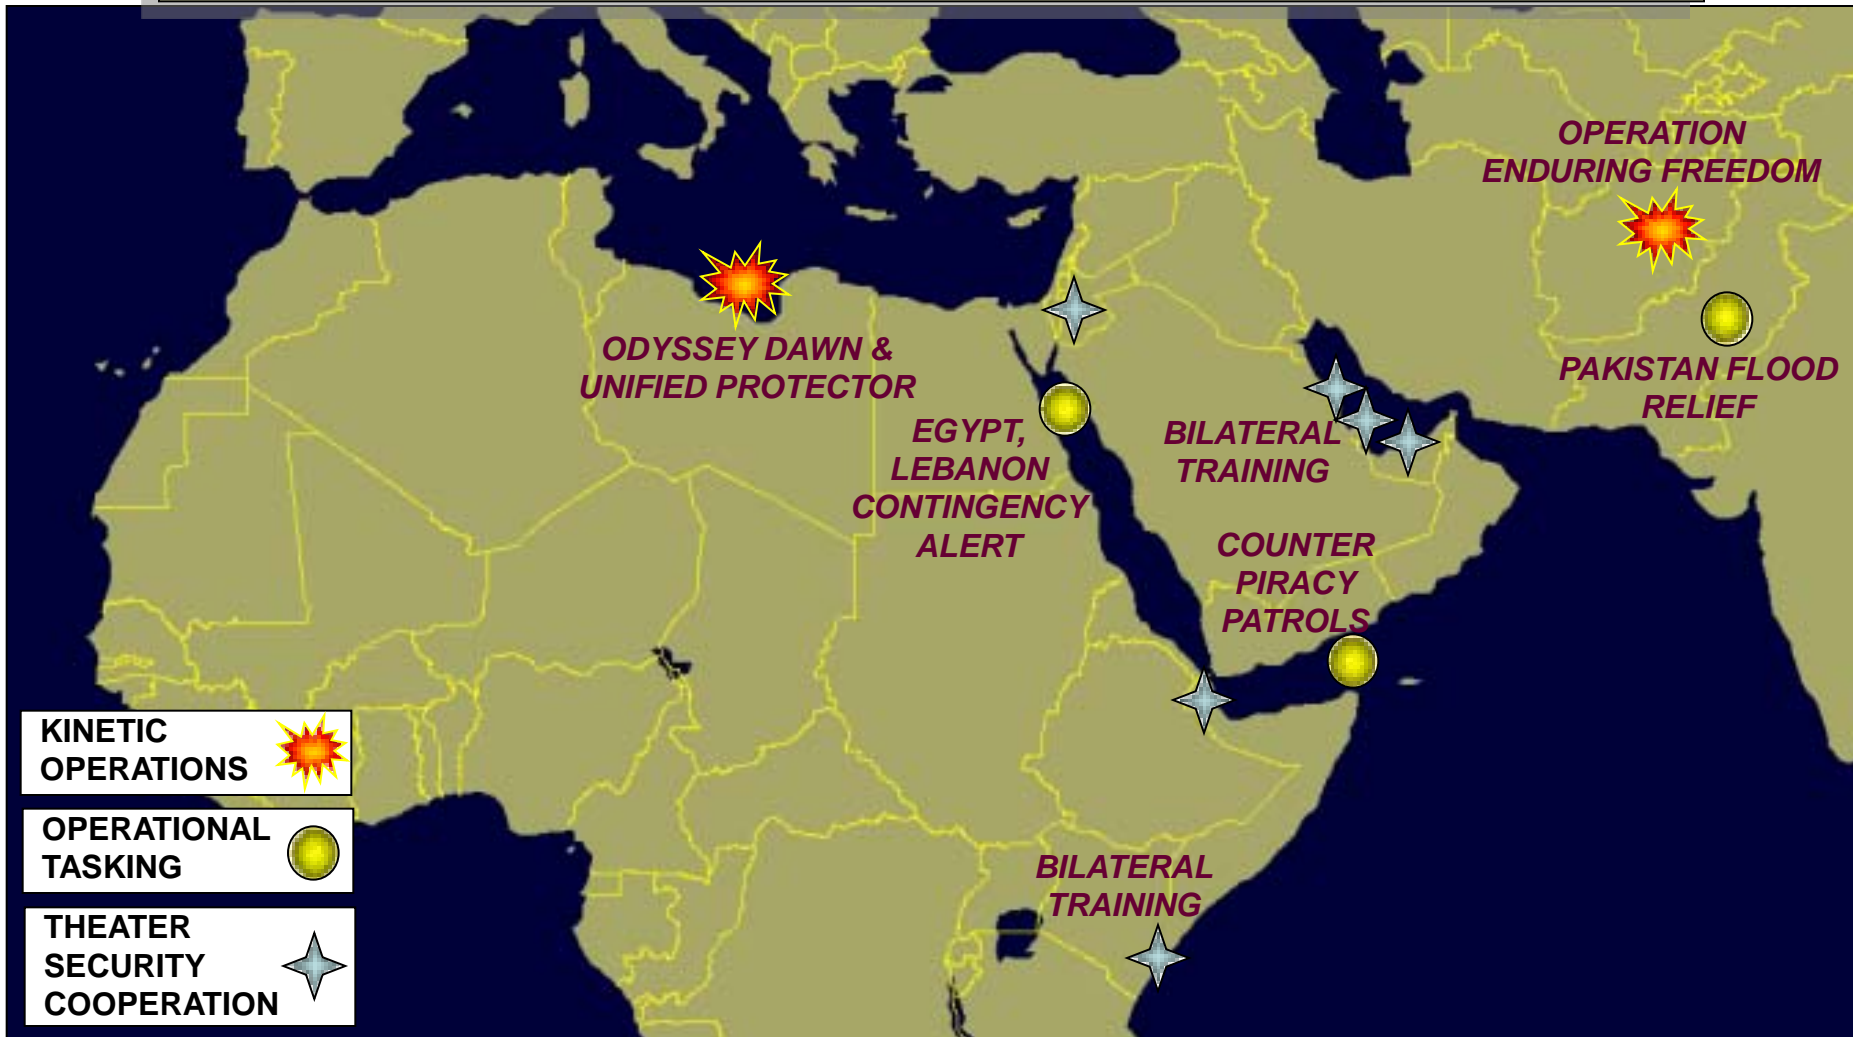 OPERATION
ENDURING FREEDOM
PAKISTAN FLOOD
RELIEF
ODYSSEY DAWN &
UNIFIED PROTECTOR
EGYPT,
LEBANON
CONTINGENCY
ALERT
BILATERAL
TRAINING
COUNTER
PIRACY
PATROLS
BILATERAL
TRAINING
KINETIC
OPERATIONS
OPERATIONAL
TASKING
THEATER
SECURITY
COOPERATION